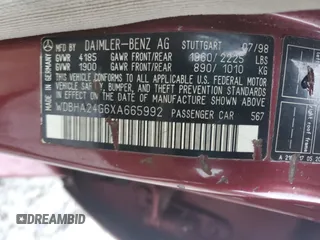 MADE IN GERMANY
DAIMLER-BENZ AG STUTTGART 07/98
GVWR 4185 GAWR FRONT/REAR 1960/2225 LBS
GVWR 1900 GAWR FRONT/REAR 890/1010 KG
THIS VEHICLE CONFORMS TO ALL APPLICABLE U.S. FEDERAL MOTOR
VEHICLE SAFETY, BUMPER, AND THEFT PREVENTION
STANDARDS IN EFFECT ON THE DATE OF MANUFACTURE
SHOWN ABOVE.
WDBHA24G6XA665992 PASSENGER CAR 567
DREAMBID